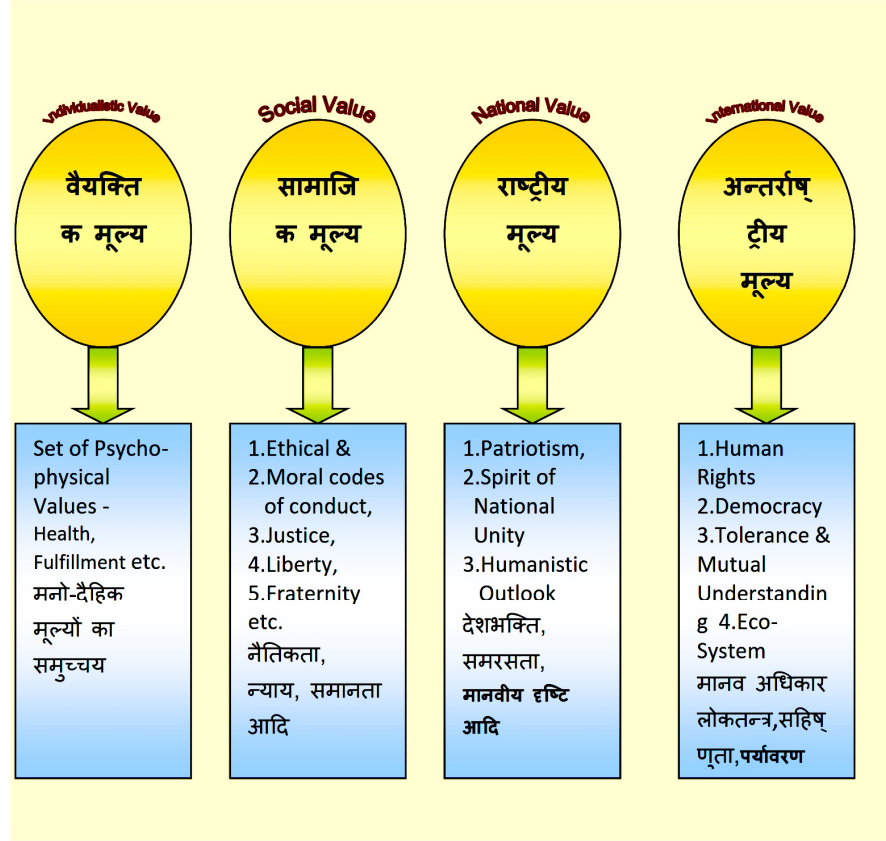 Individualistic Value
वैयक्ति
क मूल्य
Set of Psycho-
physical
Values -
Health,
Fulfillment etc.
मनो-दैहिक
मूल्यों का
समुच्चय
Social Value
सामाजि
क मूल्य
1.Ethical &
2.Moral codes
of conduct,
3.Justice,
4.Liberty,
5.Fraternity
etc.
नैतिकता,
न्याय, समानता
आदि
National Value
राष्ट्रीय
मूल्य
1.Patriotism,
2.Spirit of
National
Unity
3.Humanistic
Outlook
देशभक्ति,
समरसता,
मानवीय दृष्टि
आदि
International Value
अन्तर्राष्
ट्रीय
मूल्य
1.Human
Rights
2.Democracy
3.Tolerance &
Mutual
Understandin
g 4.Eco-
System
मानव अधिकार
लोकतन्त्र,सहिष्
णुता,पर्यावरण